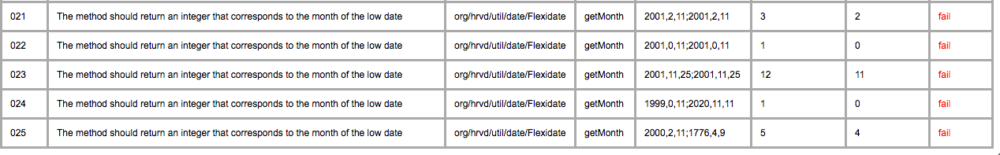 021 The method should return an integer that corresponds to the month of the low date org/hrvd/util/date/Flexidate getMonth 2001,2,11;2001,2,11 3 2 fail
022 The method should return an integer that corresponds to the month of the low date org/hrvd/util/date/Flexidate getMonth 2001,0,11;2001,0,11 1 0 fail
023 The method should return an integer that corresponds to the month of the low date org/hrvd/util/date/Flexidate getMonth 2001,11,25;2001,11,25 12 11 fail
024 The method should return an integer that corresponds to the month of the low date org/hrvd/util/date/Flexidate getMonth 1999,0,11;2020,11,11 1 0 fail
025 The method should return an integer that corresponds to the month of the low date org/hrvd/util/date/Flexidate getMonth 2000,2,11;1776,4,9 5 4 fail